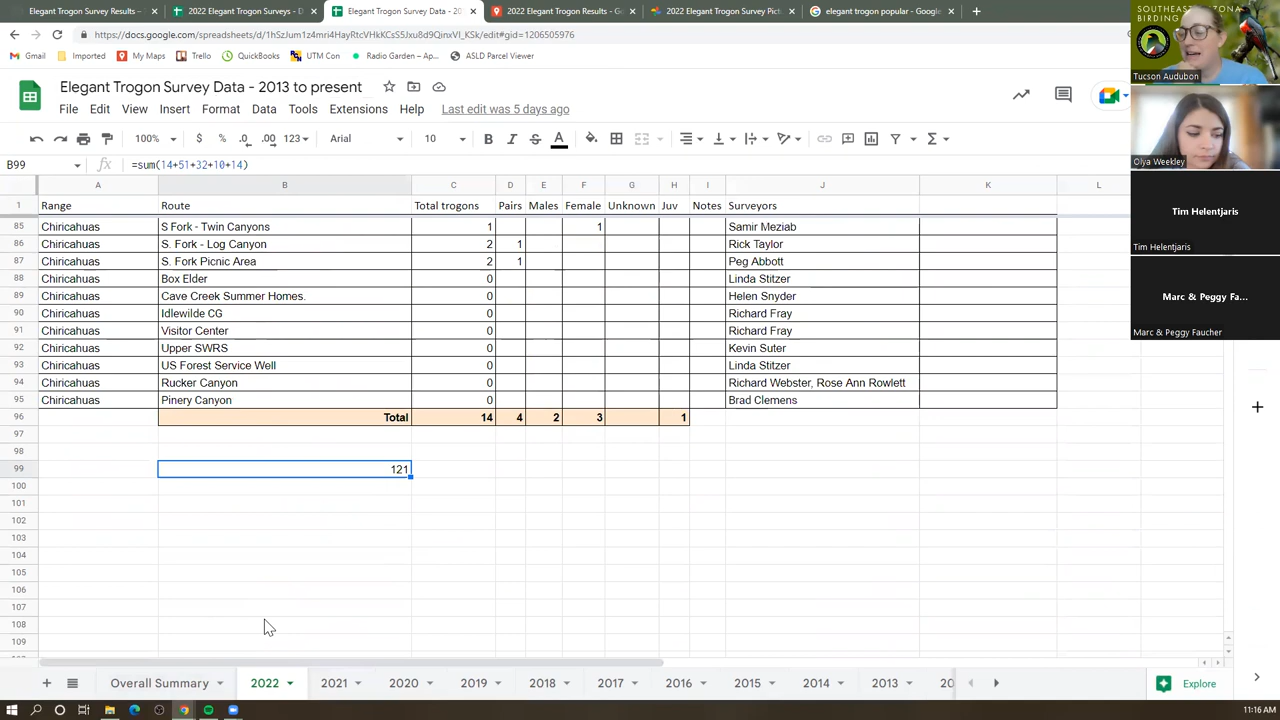 Elegant Trogon Survey Results -
2022 Elegant Trogon Surveys - D
Elegant Trogon Survey Data - 20
2022 Elegant Trogon Results - G
2022 Elegant Trogon Survey Pict
elegant trogon popular - Google
https://docs.google.com/spreadsheets/d/
Gmail Imported My Maps Trello QuickBooks UTM Con Radio Garden - ASLD Parcel Viewer
Elegant Trogon Survey Data - 2013 to present
File Edit View Insert Format Data Tools Extensions Help Last edit was 5 days ago
100% $ % .0 .00 123 Arial 10 B I S A
B99 fx =sum(14+51+32+10+14)
A B C D E F G H I J K L
1 Range Route Total trogons Pairs Males Female Unknown Juv Notes Surveyors
85 Chiricahuas S Fork - Twin Canyons 1 1 Samir Meziab
86 Chiricahuas S. Fork - Log Canyon 2 1 Rick Taylor
87 Chiricahuas S. Fork Picnic Area 2 1 Peg Abbott
88 Chiricahuas Box Elder 0 Linda Stitzer
89 Chiricahuas Cave Creek Summer Homes. 0 Helen Snyder
90 Chiricahuas Idlewilde CG 0 Richard Fray
91 Chiricahuas Visitor Center 0 Richard Fray
92 Chiricahuas Upper SWRS 0 Kevin Suter
93 Chiricahuas US Forest Service Well 0 Linda Stitzer
94 Chiricahuas Rucker Canyon 0 Richard Webster, Rose Ann Rowlett
95 Chiricahuas Pinery Canyon 0 Brad Clemens
96 Total 14 4 2 3 1
97
98
99 121
100
101
102
103
104
105
106
107
108
109
Overall Summary 2022 2021 2020 2019 2018 2017 2016 2015 2014 2013 20
Explore
11:16 AM
SOUTHEAST ARIZONA
BIRDING
Tucson Audubon
Olya Weekley
Tim Helentjaris
Tim Helentjaris
Marc & Peggy Fa...
Marc & Peggy Faucher